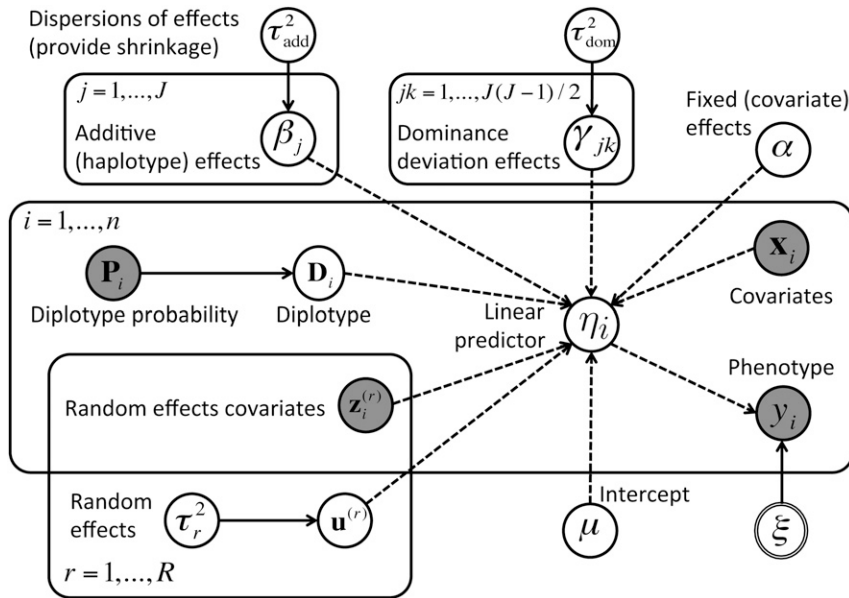 Dispersions of effects
(provide shrinkage)
τ²add
τ²dom
j = 1,...,J
Additive
(haplotype) effects
βj
jk = 1,...,J(J−1)/2
Dominance
deviation effects
γjk
Fixed (covariate)
effects
α
i = 1,...,n
Pi
Diplotype probability
Di
Diplotype
Xi
Covariates
Linear
predictor
ηi
Phenotype
yi
Random effects covariates
zi(r)
Random
effects
τr²
u(r)
r = 1,...,R
Intercept
μ
ξ